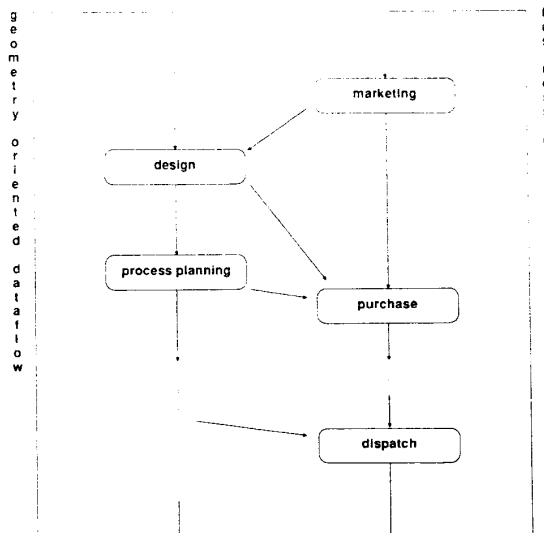 geometry oriented dataflow
marketing
design
process planning
purchase
dispatch